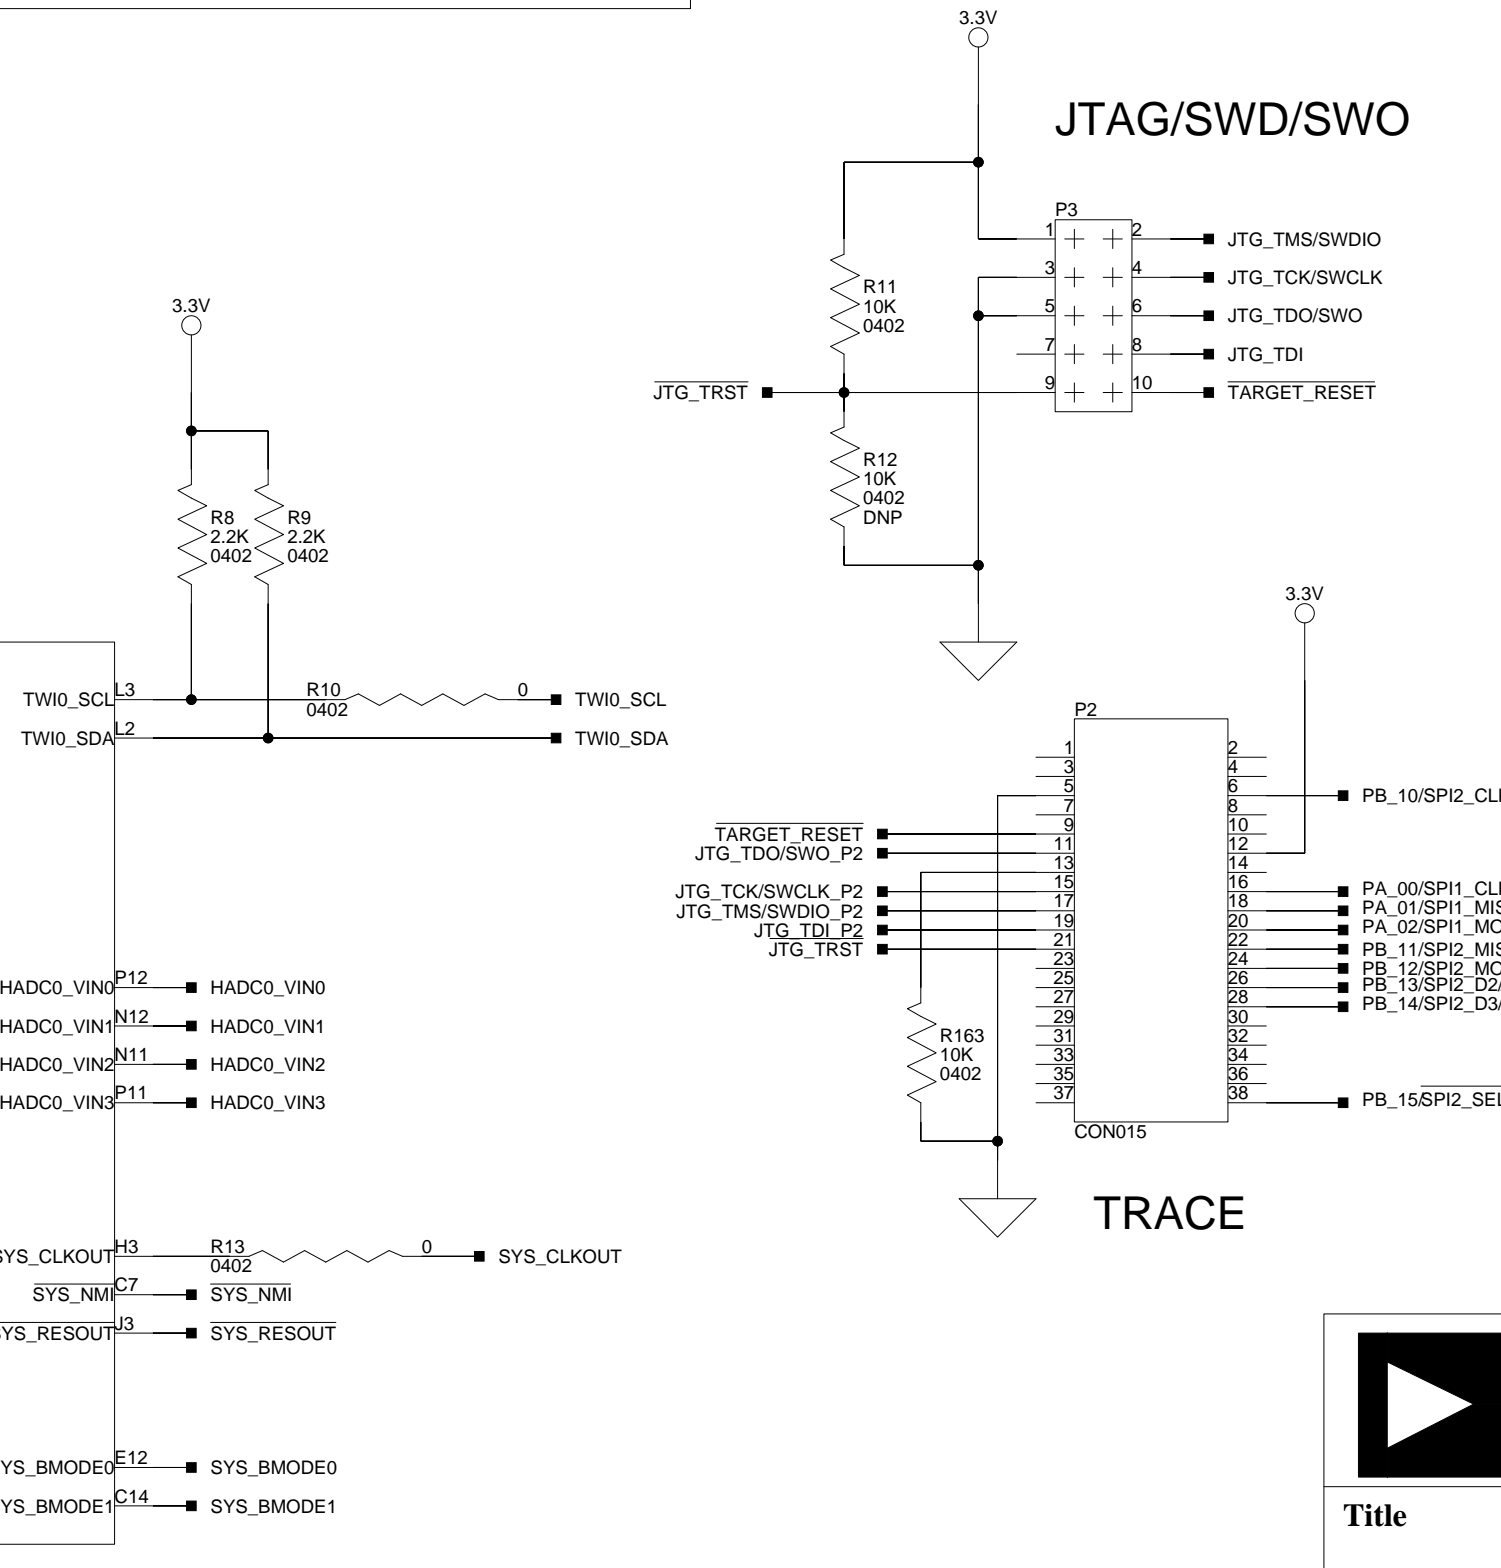 3.3V
JTAG/SWD/SWO
P3
1 2 JTG_TMS/SWDIO
3 4 JTG_TCK/SWCLK
5 6 JTG_TDO/SWO
7 8 JTG_TDI
JTG_TRST 9 10 TARGET_RESET
R11
10K
0402
R12
10K
0402
DNP
3.3V
R8
2.2K
0402
R9
2.2K
0402
TWI0_SCL L3 R10 0 TWI0_SCL
0402
TWI0_SDA L2 TWI0_SDA
3.3V
P2
1 2
3 4
5 6 PB_10/SPI2_CL
7 8
TARGET_RESET 9 10
JTG_TDO/SWO_P2 11 12
13 14
JTG_TCK/SWCLK_P2 15 16 PA_00/SPI1_CL
JTG_TMS/SWDIO_P2 17 18 PA_01/SPI1_MIS
JTG_TDI_P2 19 20 PA_02/SPI1_MO
JTG_TRST 21 22 PB_11/SPI2_MIS
23 24 PB_12/SPI2_MO
25 26 PB_13/SPI2_D2/
27 28 PB_14/SPI2_D3/
29 30
31 32
33 34
35 36
37 38 PB_15/SPI2_SEL
R163
10K
0402
CON015
TRACE
HADC0_VIN0 P12 HADC0_VIN0
HADC0_VIN1 N12 HADC0_VIN1
HADC0_VIN2 N11 HADC0_VIN2
HADC0_VIN3 P11 HADC0_VIN3
SYS_CLKOUT H3 R13 0 SYS_CLKOUT
0402
SYS_NMI C7 SYS_NMI
SYS_RESOUT J3 SYS_RESOUT
YS_BMODE0 E12 SYS_BMODE0
YS_BMODE1 C14 SYS_BMODE1
Title